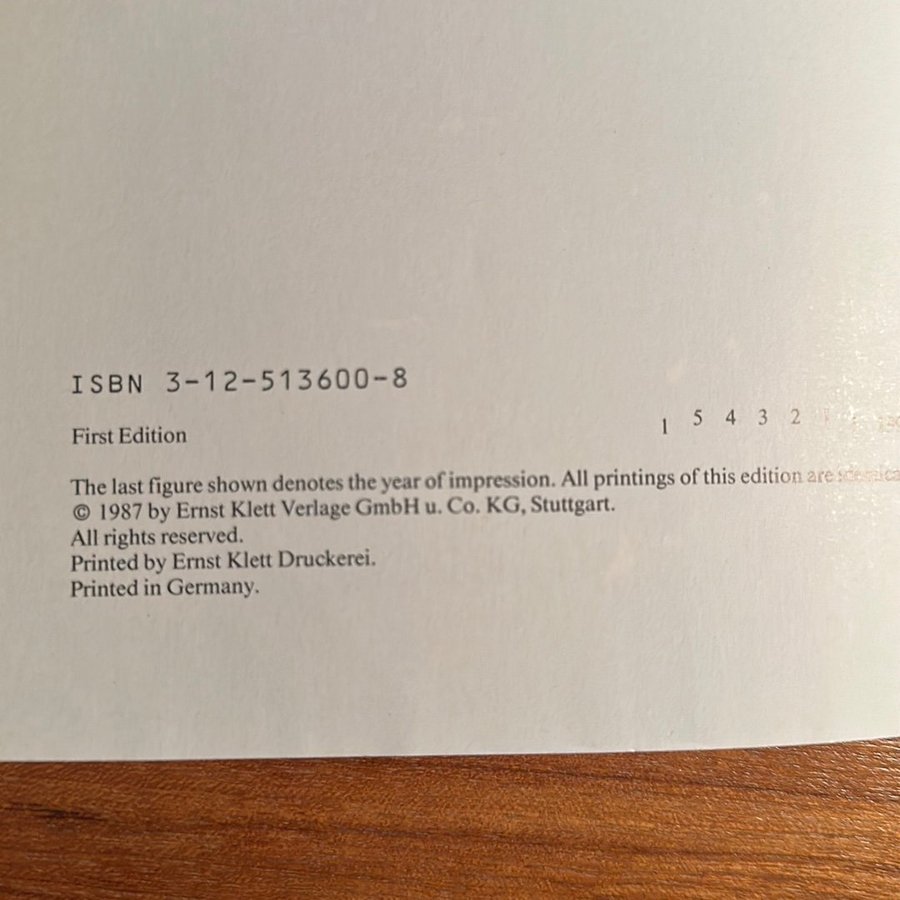 ISBN 3-12-513600-8
First Edition 1 5 4 3 2
The last figure shown denotes the year of impression. All printings of this edition are
© 1987 by Ernst Klett Verlage GmbH u. Co. KG, Stuttgart.
All rights reserved.
Printed by Ernst Klett Druckerei.
Printed in Germany.